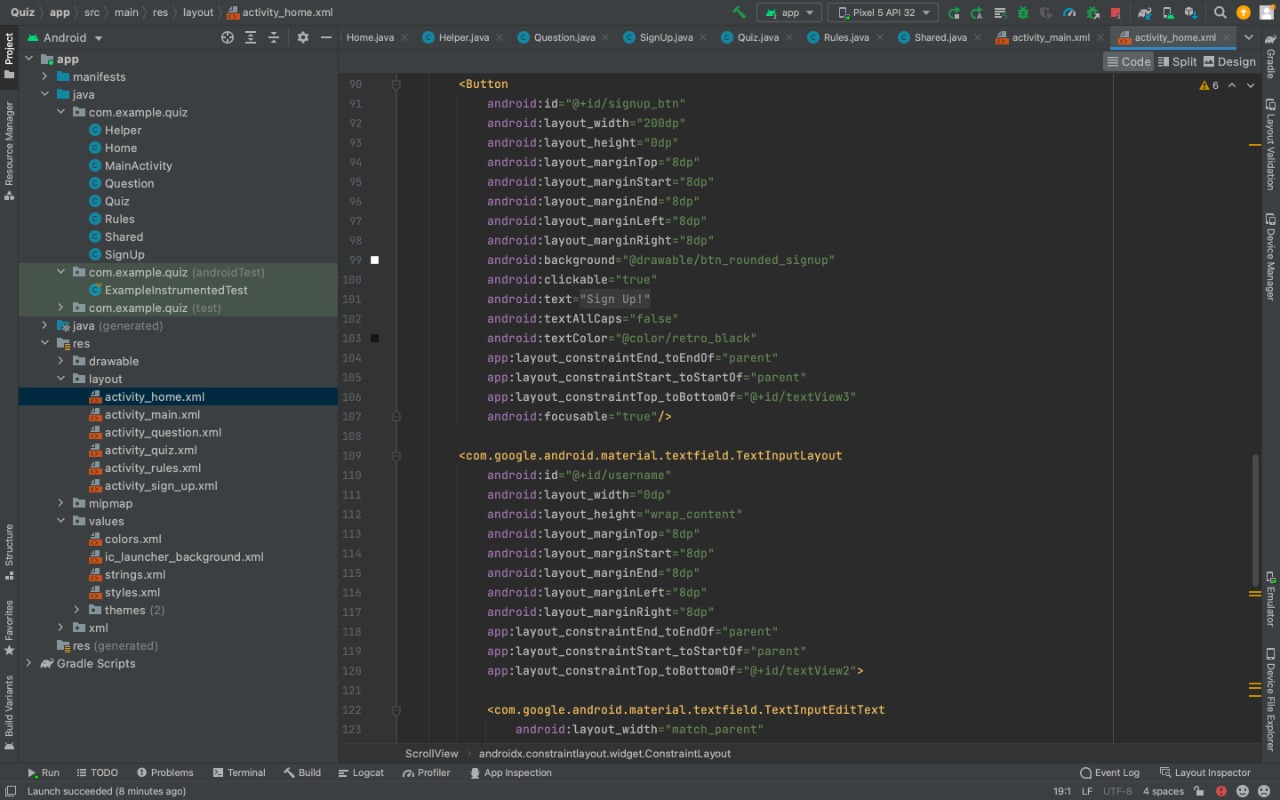 Quiz app src main res layout activity_home.xml app Pixel 5 API 32
Project
Resource Manager
Structure
Favorites
Build Variants
Android
app
manifests
java
com.example.quiz
Helper
Home
MainActivity
Question
Quiz
Rules
Shared
SignUp
com.example.quiz (androidTest)
ExampleInstrumentedTest
com.example.quiz (test)
java (generated)
res
drawable
layout
activity_home.xml
activity_main.xml
activity_question.xml
activity_quiz.xml
activity_rules.xml
activity_sign_up.xml
mipmap
values
colors.xml
ic_launcher_background.xml
strings.xml
styles.xml
themes (2)
xml
res (generated)
Gradle Scripts
Home.java Helper.java Question.java SignUp.java Quiz.java Rules.java Shared.java activity_main.xml activity_home.xml
Code Split Design
6
90 <Button
91 android:id="@+id/signup_btn"
92 android:layout_width="200dp"
93 android:layout_height="0dp"
94 android:layout_marginTop="8dp"
95 android:layout_marginStart="8dp"
96 android:layout_marginEnd="8dp"
97 android:layout_marginLeft="8dp"
98 android:layout_marginRight="8dp"
99 android:background="@drawable/btn_rounded_signup"
100 android:clickable="true"
101 android:text="Sign Up!"
102 android:textAllCaps="false"
103 android:textColor="@color/retro_black"
104 app:layout_constraintEnd_toEndOf="parent"
105 app:layout_constraintStart_toStartOf="parent"
106 app:layout_constraintTop_toBottomOf="@+id/textView3"
107 android:focusable="true"/>
108
109 <com.google.android.material.textfield.TextInputLayout
110 android:id="@+id/username"
111 android:layout_width="0dp"
112 android:layout_height="wrap_content"
113 android:layout_marginTop="8dp"
114 android:layout_marginStart="8dp"
115 android:layout_marginEnd="8dp"
116 android:layout_marginLeft="8dp"
117 android:layout_marginRight="8dp"
118 app:layout_constraintEnd_toEndOf="parent"
119 app:layout_constraintStart_toStartOf="parent"
120 app:layout_constraintTop_toBottomOf="@+id/textView2">
121
122 <com.google.android.material.textfield.TextInputEditText
123 android:layout_width="match_parent"
ScrollView androidx.constraintlayout.widget.ConstraintLayout
Gradle
Layout Validation
Device Manager
Emulator
Device File Explorer
Run TODO Problems Terminal Build Logcat Profiler App Inspection Event Log Layout Inspector
Launch succeeded (8 minutes ago) 19:1 LF UTF-8 4 spaces